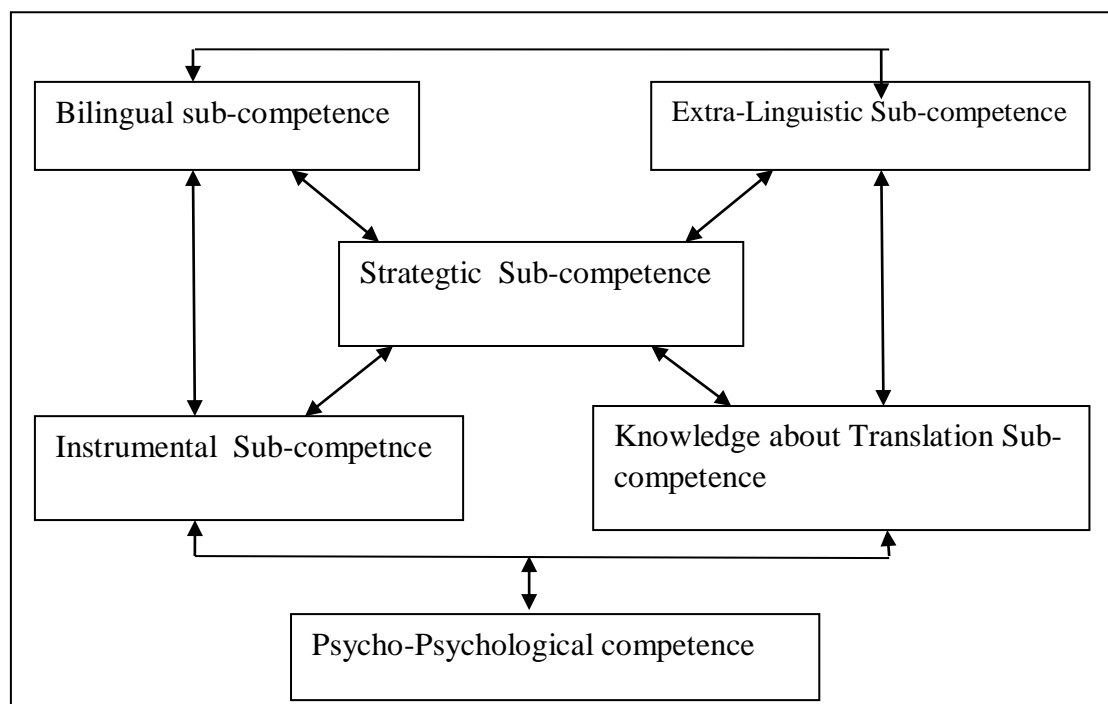 Bilingual sub-competence
Extra-Linguistic Sub-competence
Strategtic Sub-competence
Instrumental Sub-competnce
Knowledge about Translation Sub-
competence
Psycho-Psychological competence